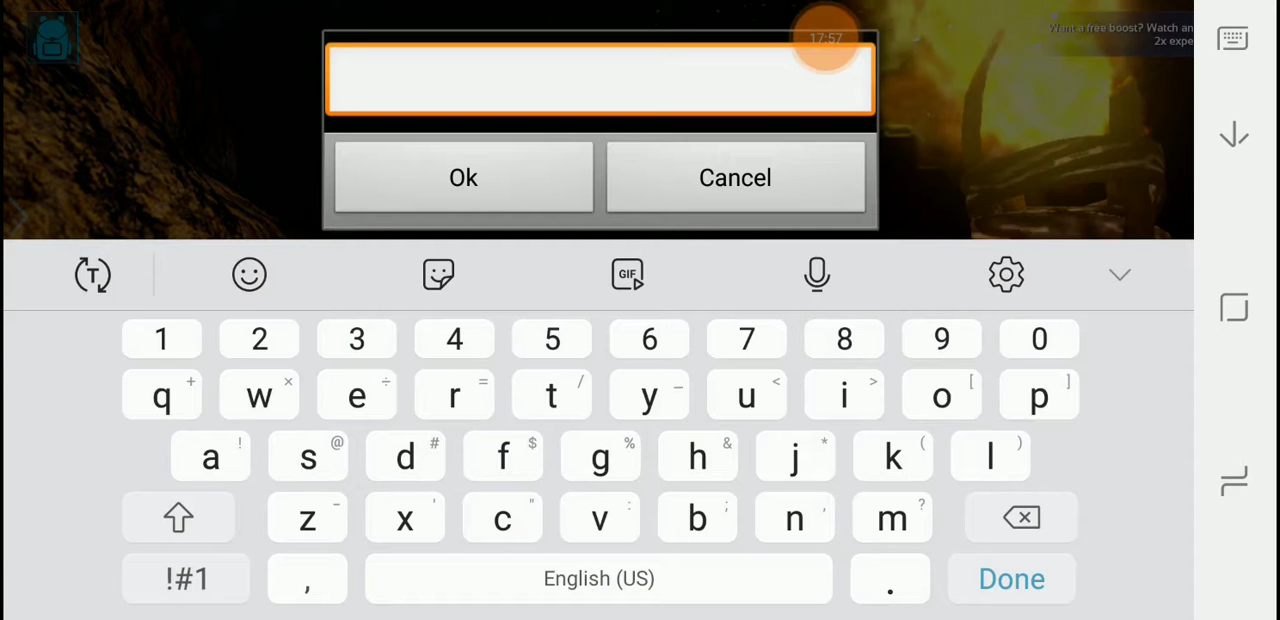 17:57
Want a free boost? Watch an
2x expe
Ok
Cancel
T
GIF
1 2 3 4 5 6 7 8 9 0
q + w × e ÷ r = t / y _ u < i > o [ p ]
a ! s @ d # f $ g % h & j * k ( l )
z - x ' c " v : b ; n , m ?
!#1 , English (US) . Done